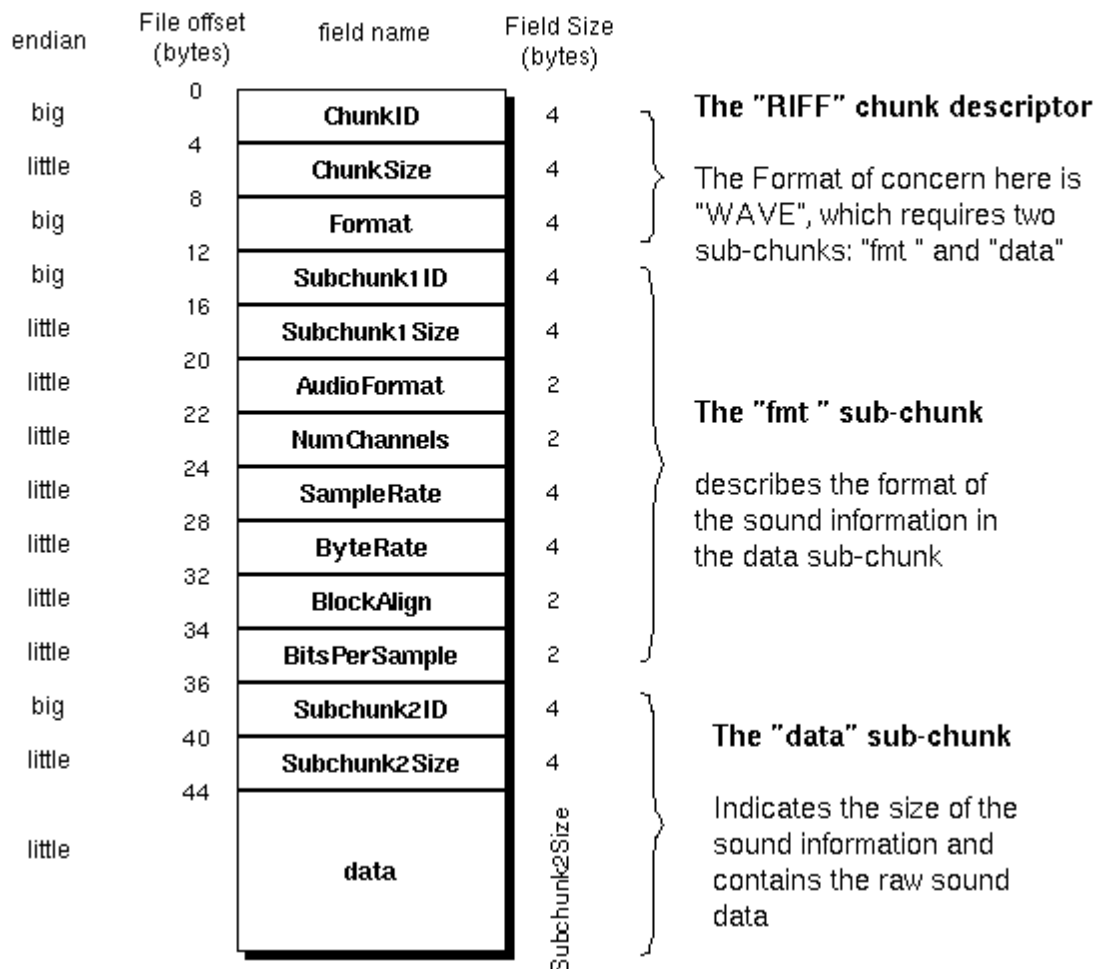 endian
File offset
(bytes)
field name
Field Size
(bytes)
0
big
ChunkID
4
4
little
ChunkSize
4
8
big
Format
4
12
The "RIFF" chunk descriptor
The Format of concern here is
"WAVE", which requires two
sub-chunks: "fmt " and "data"
big
Subchunk1ID
4
16
little
Subchunk1Size
4
20
little
AudioFormat
2
22
little
NumChannels
2
24
little
SampleRate
4
28
little
ByteRate
4
32
little
BlockAlign
2
34
little
BitsPerSample
2
36
The "fmt " sub-chunk
describes the format of
the sound information in
the data sub-chunk
big
Subchunk2ID
4
40
little
Subchunk2Size
4
44
little
data
Subchunk2Size
The "data" sub-chunk
Indicates the size of the
sound information and
contains the raw sound
data